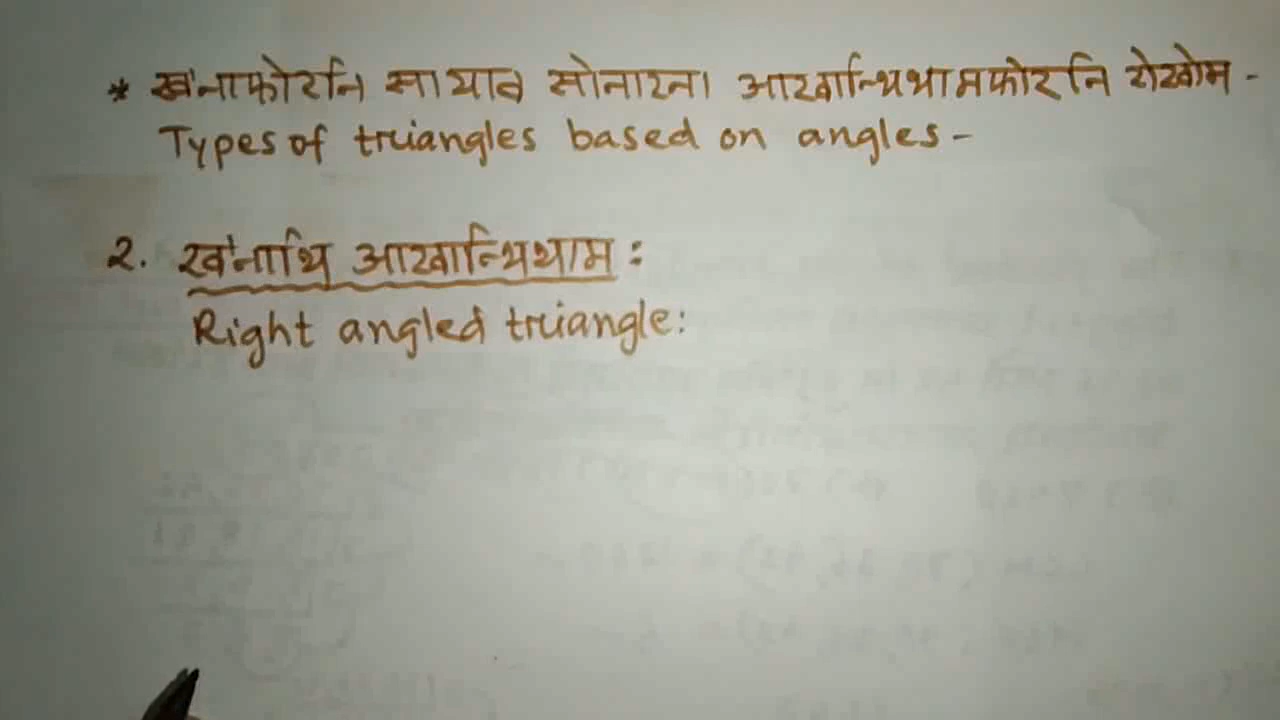 * खंनाफोरनि सायाव सोनारना आखान्थिथामफोरनि रोखोम -
Types of triangles based on angles -
2. खंनाथि आखान्थिथाम :
Right angled triangle: